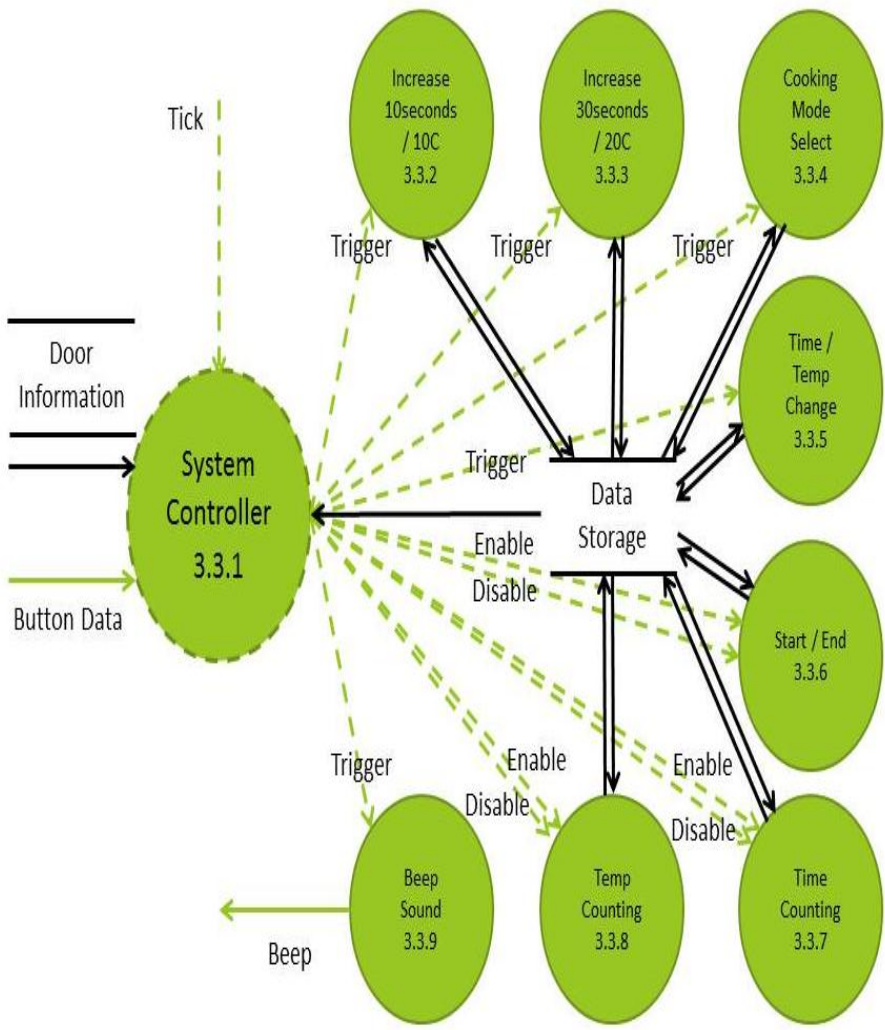 Increase
10seconds
/ 10C
3.3.2
Increase
30seconds
/ 20C
3.3.3
Cooking
Mode
Select
3.3.4
Tick
Trigger
Trigger
Trigger
Door
Information
Time /
Temp
Change
3.3.5
System
Controller
3.3.1
Trigger
Data
Storage
Enable
Disable
Button Data
Start / End
3.3.6
Trigger
Enable
Disable
Enable
Disable
Beep
Sound
3.3.9
Temp
Counting
3.3.8
Time
Counting
3.3.7
Beep